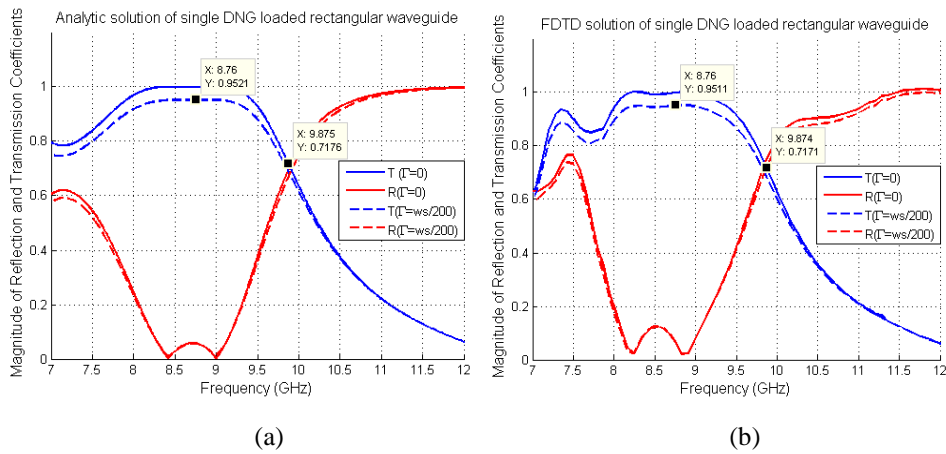 Analytic solution of single DNG loaded rectangular waveguide
Magnitude of Reflection and Transmission Coefficients
1
0.8
0.6
0.4
0.2
0
X: 8.76
Y: 0.9521
X: 9.875
Y: 0.7176
T (Γ=0)
R(Γ=0)
T(Γ=ws/200)
R(Γ=ws/200)
7 7.5 8 8.5 9 9.5 10 10.5 11 11.5 12
Frequency (GHz)
(a)
FDTD solution of single DNG loaded rectangular waveguide
Magnitude of Reflection and Transmission Coefficients
1
0.8
0.6
0.4
0.2
0
X: 8.76
Y: 0.9511
X: 9.874
Y: 0.7171
T(Γ=0)
R(Γ=0)
T(Γ=ws/200)
R(Γ=ws/200)
7 7.5 8 8.5 9 9.5 10 10.5 11 11.5 12
Frequency (GHz)
(b)